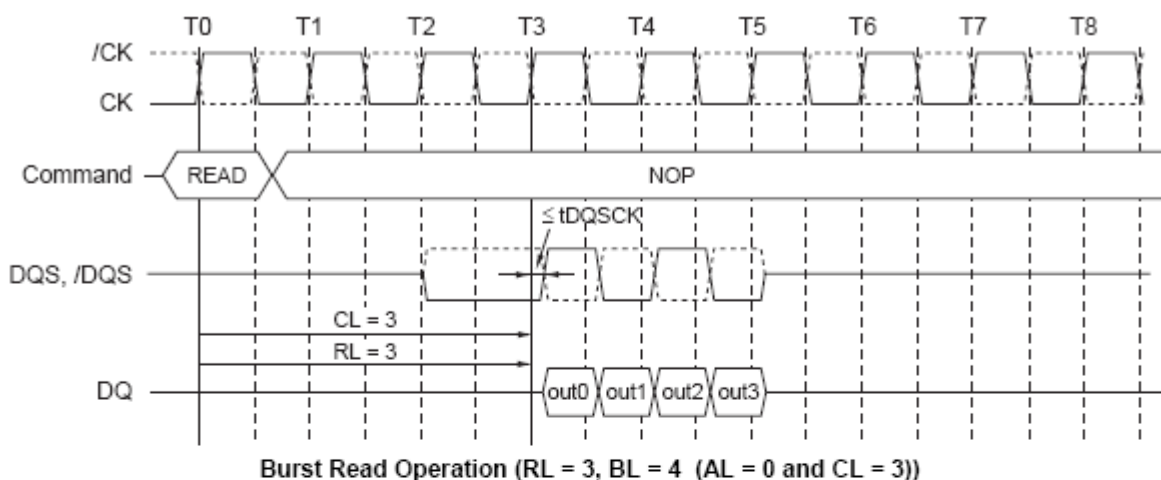 T0 T1 T2 T3 T4 T5 T6 T7 T8
/CK
CK
Command READ NOP
≤ tDQSCK
DQS, /DQS
CL = 3
RL = 3
DQ out0 out1 out2 out3
Burst Read Operation (RL = 3, BL = 4 (AL = 0 and CL = 3))